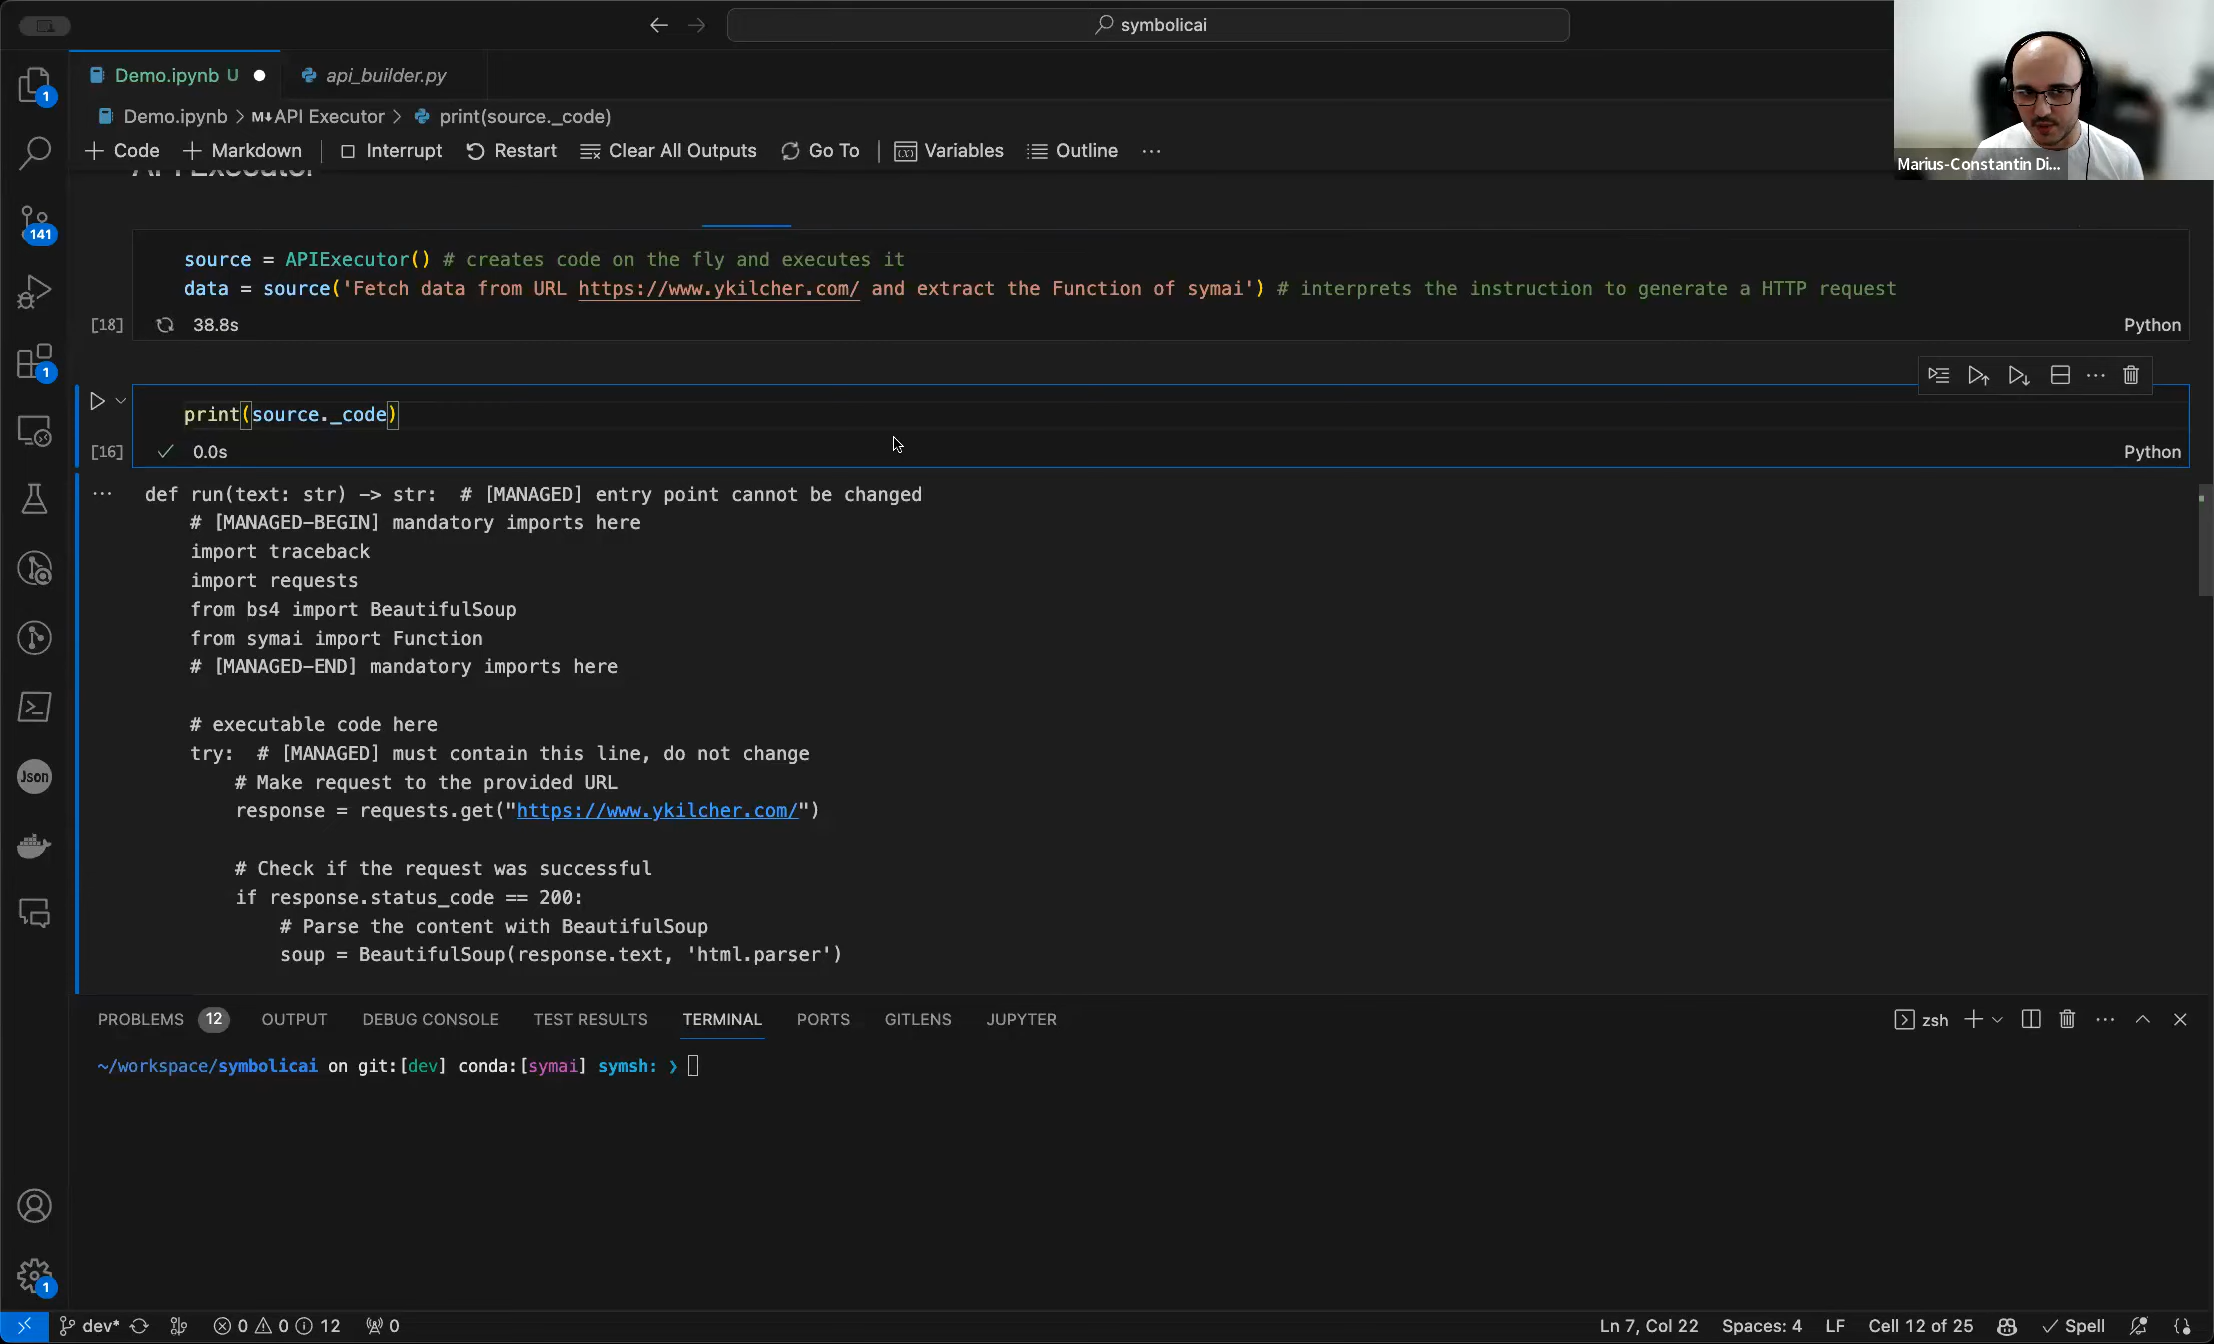 symbolicai
Demo.ipynb U
api_builder.py
Demo.ipynb > M↓API Executor > print(source._code)
+ Code + Markdown Interrupt Restart Clear All Outputs Go To Variables Outline ...
Marius-Constantin Di...
API Executor
source = APIExecutor() # creates code on the fly and executes it
data = source('Fetch data from URL https://www.ykilcher.com/ and extract the Function of symai') # interprets the instruction to generate a HTTP request
[18] 38.8s Python
print(source._code)
[16] ✓ 0.0s Python
... def run(text: str) -> str:  # [MANAGED] entry point cannot be changed
# [MANAGED-BEGIN] mandatory imports here
import traceback
import requests
from bs4 import BeautifulSoup
from symai import Function
# [MANAGED-END] mandatory imports here
# executable code here
try:  # [MANAGED] must contain this line, do not change
# Make request to the provided URL
response = requests.get("https://www.ykilcher.com/")
# Check if the request was successful
if response.status_code == 200:
# Parse the content with BeautifulSoup
soup = BeautifulSoup(response.text, 'html.parser')
1
141
1
Json
1
PROBLEMS 12 OUTPUT DEBUG CONSOLE TEST RESULTS TERMINAL PORTS GITLENS JUPYTER
zsh
~/workspace/symbolicai on git:[dev] conda:[symai] symsh: ❯
dev* 0 0 12 0
Ln 7, Col 22 Spaces: 4 LF Cell 12 of 25 ✓ Spell